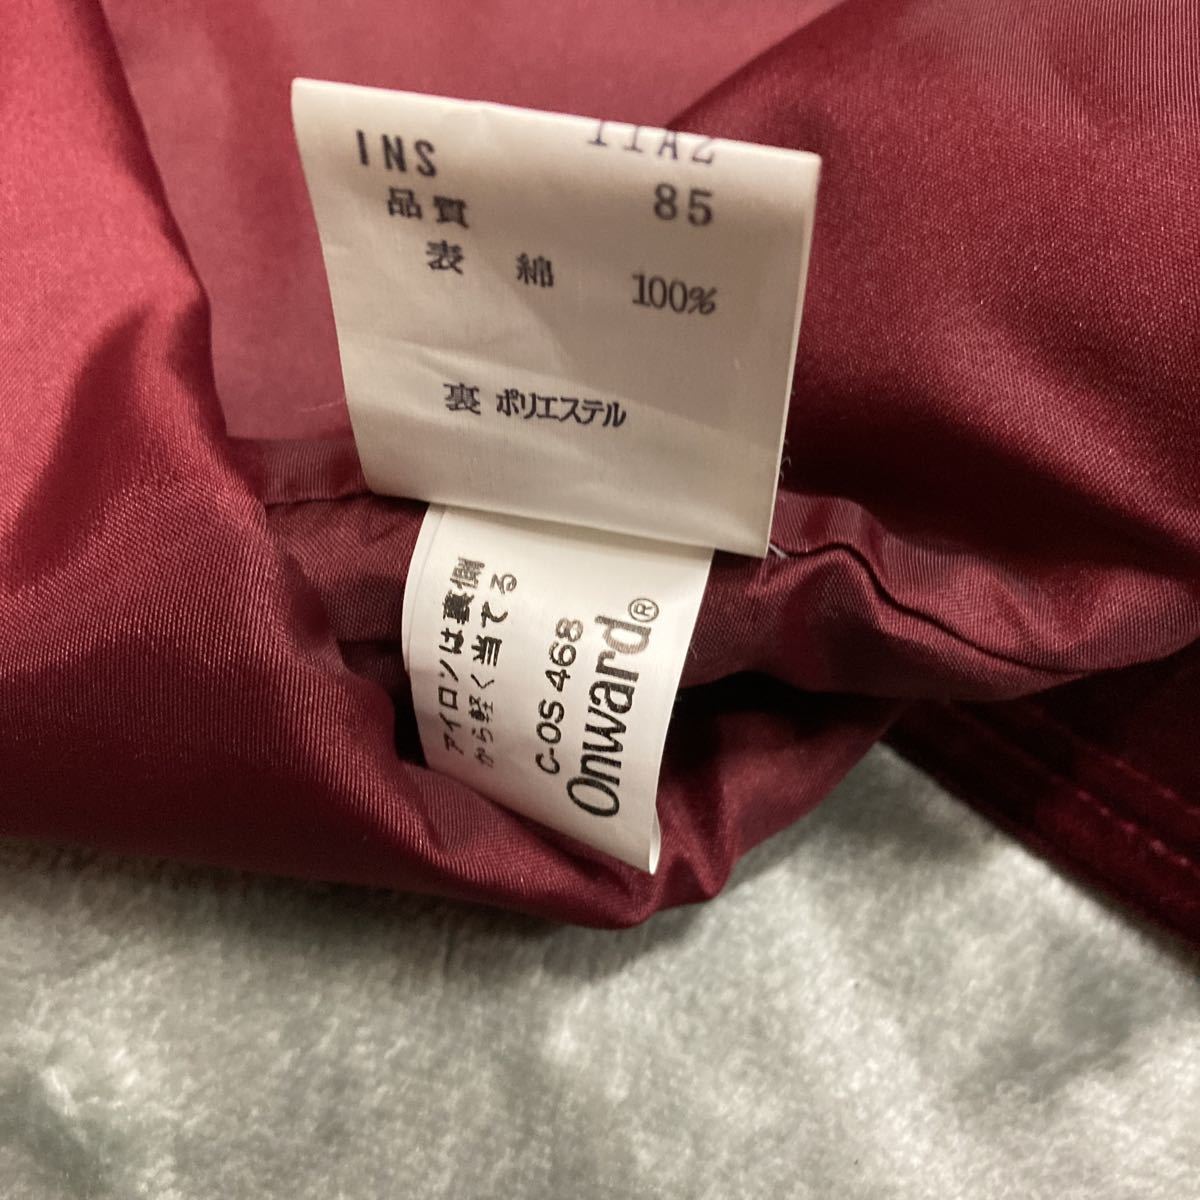 INS 11A2
品質 85
表 綿 100%
裏 ポリエステル
アイロンは裏側
から軽く当てる
C-OS 468
Onward®